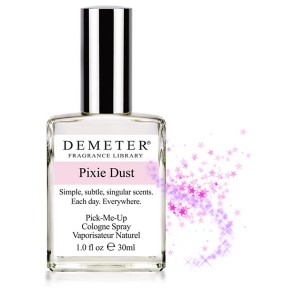 DEMETER®
FRAGRANCE LIBRARY
Pixie Dust
Simple, subtle, singular scents.
Each day. Everywhere.
Pick-Me-Up
Cologne Spray
Vaporisateur Naturel
1.0 fl oz ℮ 30ml